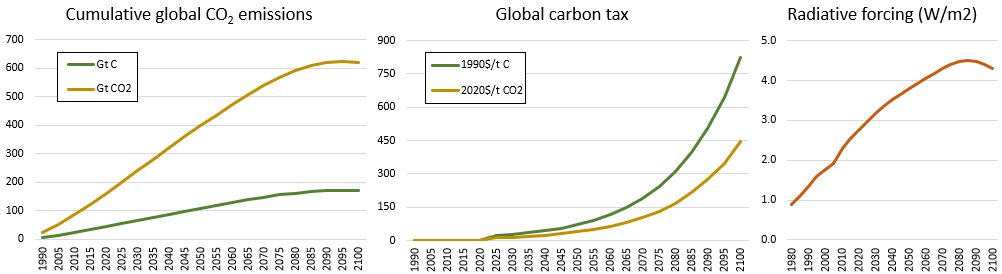 Cumulative global CO₂ emissions
700
600
500
400
300
200
100
0
Gt C
Gt CO2
1990 2005 2010 2015 2020 2025 2030 2035 2040 2045 2050 2055 2060 2065 2070 2075 2080 2085 2090 2095 2100
Global carbon tax
900
750
600
450
300
150
0
1990$/t C
2020$/t CO2
1990 2005 2010 2015 2020 2025 2030 2035 2040 2045 2050 2055 2060 2065 2070 2075 2080 2085 2090 2095 2100
Radiative forcing (W/m2)
5.0
4.0
3.0
2.0
1.0
0.0
1980 1990 2000 2010 2020 2030 2040 2050 2060 2070 2080 2090 2100